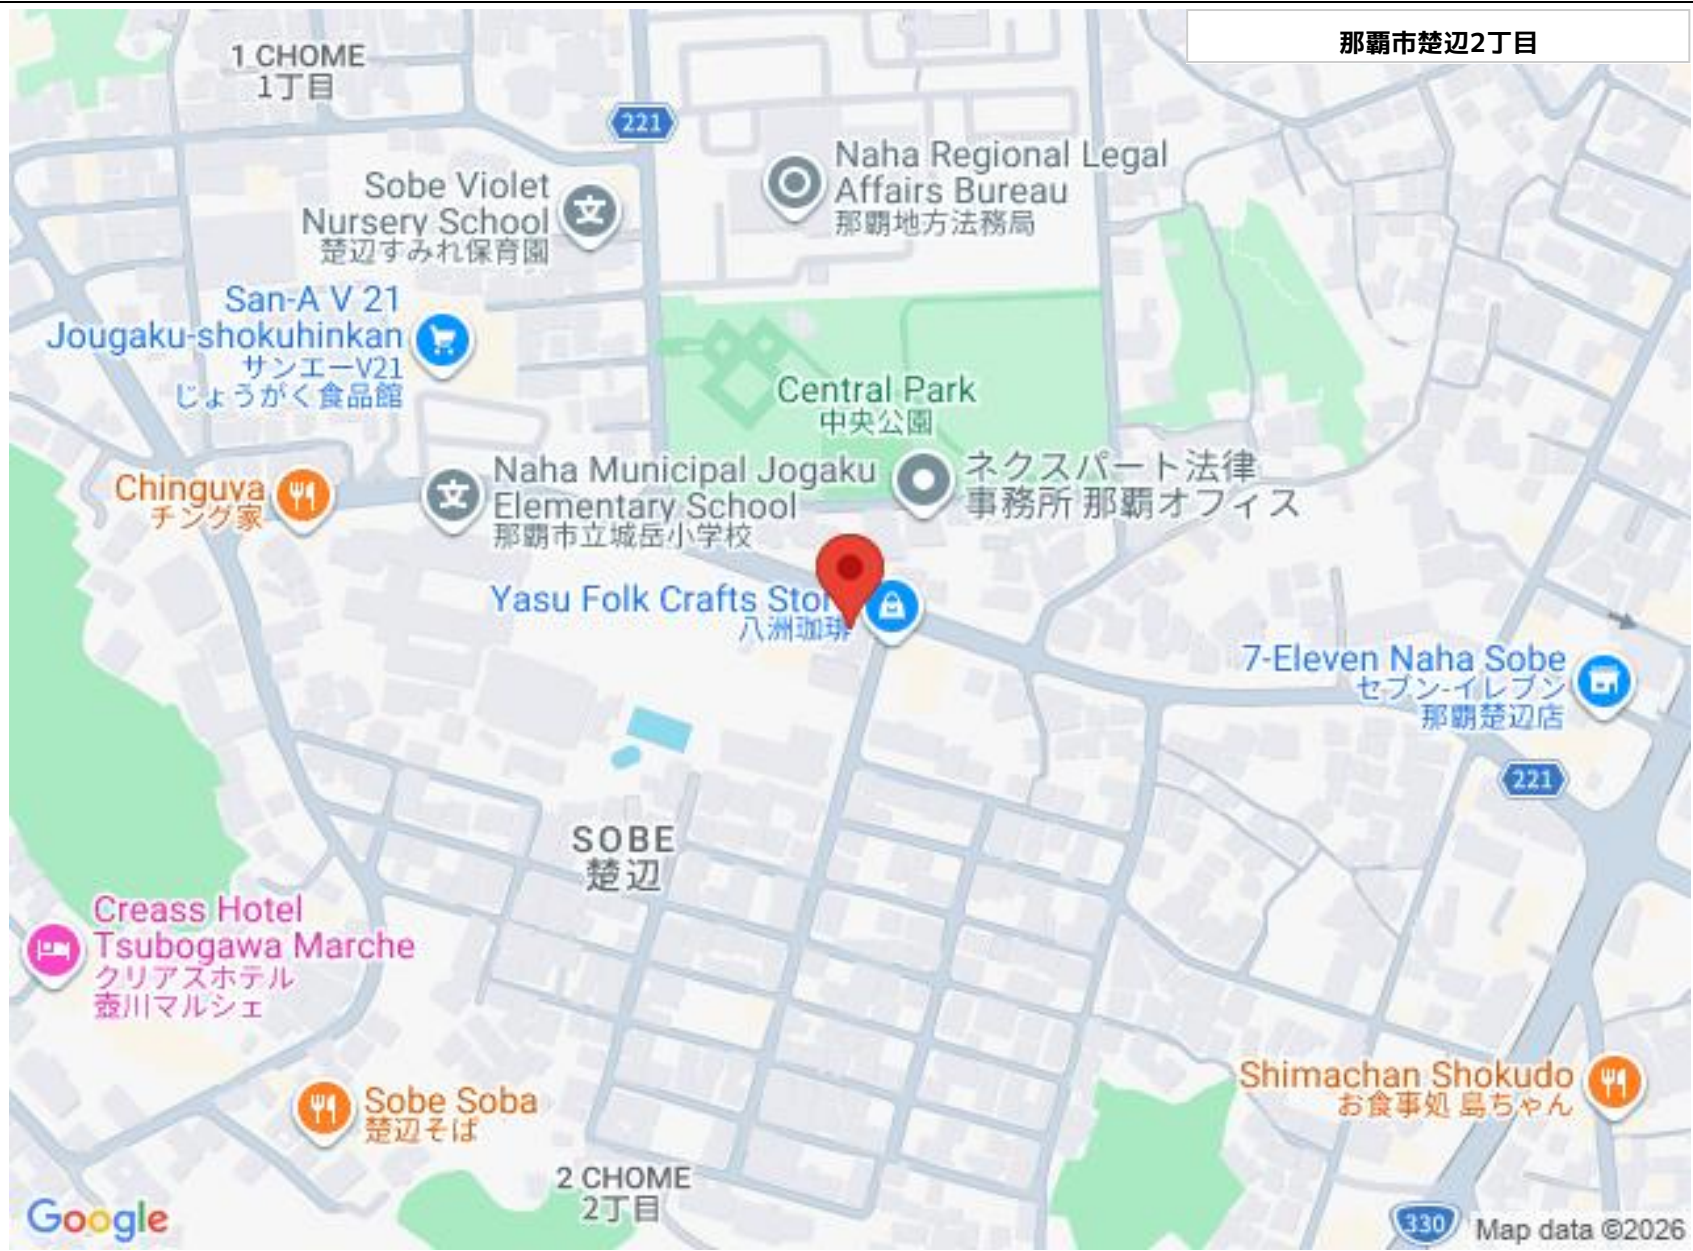 那覇市楚辺2丁目
1 CHOME
1丁目
221
Naha Regional Legal
Affairs Bureau
那覇地方法務局
Sobe Violet
Nursery School
楚辺すみれ保育園
San-A V 21
Jougaku-shokuhinkan
サンエーV21
じょうがく食品館
Central Park
中央公園
Chinguya
チング家
Naha Municipal Jogaku
Elementary School
那覇市立城岳小学校
ネクスパート法律
事務所 那覇オフィス
Yasu Folk Crafts Stor
八洲珈琲
7-Eleven Naha Sobe
セブン-イレブン
那覇楚辺店
221
SOBE
楚辺
Creass Hotel
Tsubogawa Marche
クリアスホテル
壺川マルシェ
Sobe Soba
楚辺そば
Shimachan Shokudo
お食事処 島ちゃん
2 CHOME
2丁目
Google
330
Map data ©2026